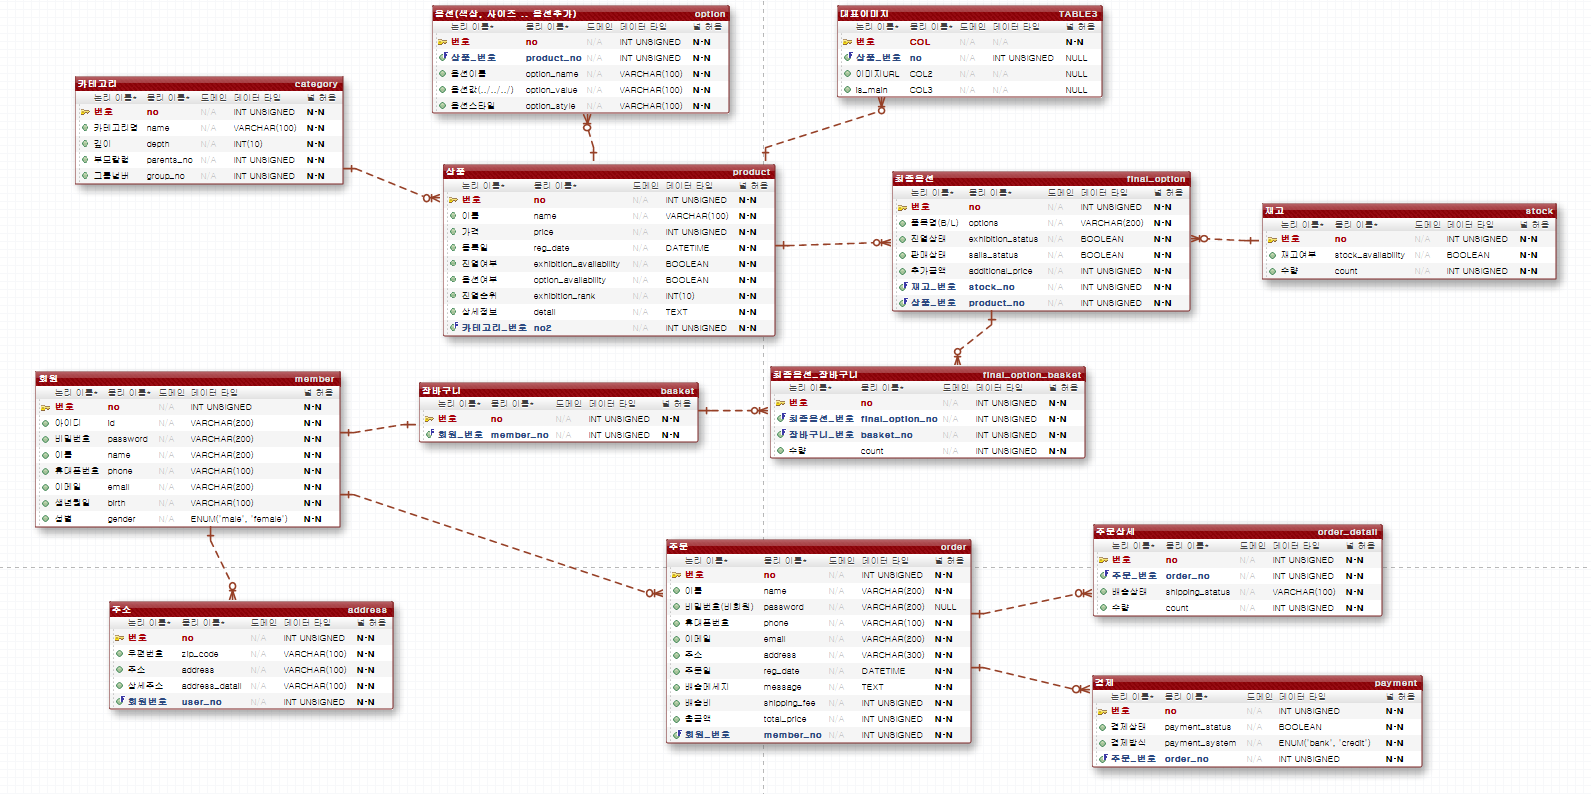 옵션(색상, 사이즈 .. 옵션추가) option
논리 이름* 물리 이름* 도메인 데이터 타입 널 허용
번호 no N/A INT UNSIGNED N-N
상품_번호 product_no N/A INT UNSIGNED N-N
옵션이름 option_name N/A VARCHAR(100) N-N
옵션값(../../../) option_value N/A VARCHAR(100) N-N
옵션스타일 option_style N/A VARCHAR(100) N-N
대표이미지 TABLE3
논리 이름* 물리 이름* 도메인 데이터 타입 널 허용
번호 COL N/A N/A N-N
상품_번호 no N/A INT UNSIGNED NULL
이미지URL COL2 N/A N/A NULL
is_main COL3 N/A N/A NULL
카테고리 category
논리 이름* 물리 이름* 도메인 데이터 타입 널 허용
번호 no N/A INT UNSIGNED N-N
카테고리명 name N/A VARCHAR(100) N-N
깊이 depth N/A INT(10) N-N
부모칼럼 parents_no N/A INT UNSIGNED N-N
그룹넘버 group_no N/A INT UNSIGNED N-N
상품 product
논리 이름* 물리 이름* 도메인 데이터 타입 널 허용
번호 no N/A INT UNSIGNED N-N
이름 name N/A VARCHAR(100) N-N
가격 price N/A INT UNSIGNED N-N
등록일 reg_date N/A DATETIME N-N
진열여부 exhibition_availability N/A BOOLEAN N-N
옵션여부 option_availability N/A BOOLEAN N-N
진열순위 exhibition_rank N/A INT(10) N-N
상세정보 detail N/A TEXT N-N
카테고리_번호 no2 N/A INT UNSIGNED N-N
최종옵션 final_option
논리 이름* 물리 이름* 도메인 데이터 타입 널 허용
번호 no N/A INT UNSIGNED N-N
품목명(B/L) options N/A VARCHAR(200) N-N
진열상태 exhibition_status N/A BOOLEAN N-N
판매상태 salls_status N/A BOOLEAN N-N
추가금액 additional_price N/A INT UNSIGNED N-N
재고_번호 stock_no N/A INT UNSIGNED N-N
상품_번호 product_no N/A INT UNSIGNED N-N
재고 stock
논리 이름* 물리 이름* 도메인 데이터 타입 널 허용
번호 no N/A INT UNSIGNED N-N
재고여부 stock_availability N/A BOOLEAN N-N
수량 count N/A INT UNSIGNED N-N
회원 member
논리 이름* 물리 이름* 도메인 데이터 타입 널 허용
번호 no N/A INT UNSIGNED N-N
아이디 id N/A VARCHAR(200) N-N
비밀번호 password N/A VARCHAR(200) N-N
이름 name N/A VARCHAR(200) N-N
휴대폰번호 phone N/A VARCHAR(100) N-N
이메일 email N/A VARCHAR(200) N-N
생년월일 birth N/A VARCHAR(100) N-N
성별 gender N/A ENUM('male', 'female') N-N
장바구니 basket
논리 이름* 물리 이름* 도메인 데이터 타입 널 허용
번호 no N/A INT UNSIGNED N-N
회원_번호 member_no N/A INT UNSIGNED N-N
최종옵션_장바구니 final_option_basket
논리 이름* 물리 이름* 도메인 데이터 타입 널 허용
번호 no N/A INT UNSIGNED N-N
최종옵션_번호 final_option_no N/A INT UNSIGNED N-N
장바구니_번호 basket_no N/A INT UNSIGNED N-N
수량 count N/A INT UNSIGNED N-N
주소 address
논리 이름* 물리 이름* 도메인 데이터 타입 널 허용
번호 no N/A INT UNSIGNED N-N
우편번호 zip_code N/A VARCHAR(100) N-N
주소 address N/A VARCHAR(100) N-N
상세주소 address_datail N/A VARCHAR(100) N-N
회원번호 user_no N/A INT UNSIGNED N-N
주문 order
논리 이름* 물리 이름* 도메인 데이터 타입 널 허용
번호 no N/A INT UNSIGNED N-N
이름 name N/A VARCHAR(200) N-N
비밀번호(비회원) password N/A VARCHAR(200) NULL
휴대폰번호 phone N/A VARCHAR(100) N-N
이메일 email N/A VARCHAR(200) N-N
주소 address N/A VARCHAR(300) N-N
주문일 reg_date N/A DATETIME N-N
배송메세지 message N/A TEXT N-N
배송비 shipping_fee N/A INT UNSIGNED N-N
총금액 total_price N/A INT UNSIGNED N-N
회원_번호 member_no N/A INT UNSIGNED N-N
주문상세 order_detail
논리 이름* 물리 이름* 도메인 데이터 타입 널 허용
번호 no N/A INT UNSIGNED N-N
주문_번호 order_no N/A INT UNSIGNED N-N
배송상태 shipping_status N/A VARCHAR(100) N-N
수량 count N/A INT UNSIGNED N-N
결제 payment
논리 이름* 물리 이름* 도메인 데이터 타입 널 허용
번호 no N/A INT UNSIGNED N-N
결제상태 payment_status N/A BOOLEAN N-N
결제방식 payment_system N/A ENUM('bank', 'credit') N-N
주문_번호 order_no N/A INT UNSIGNED N-N